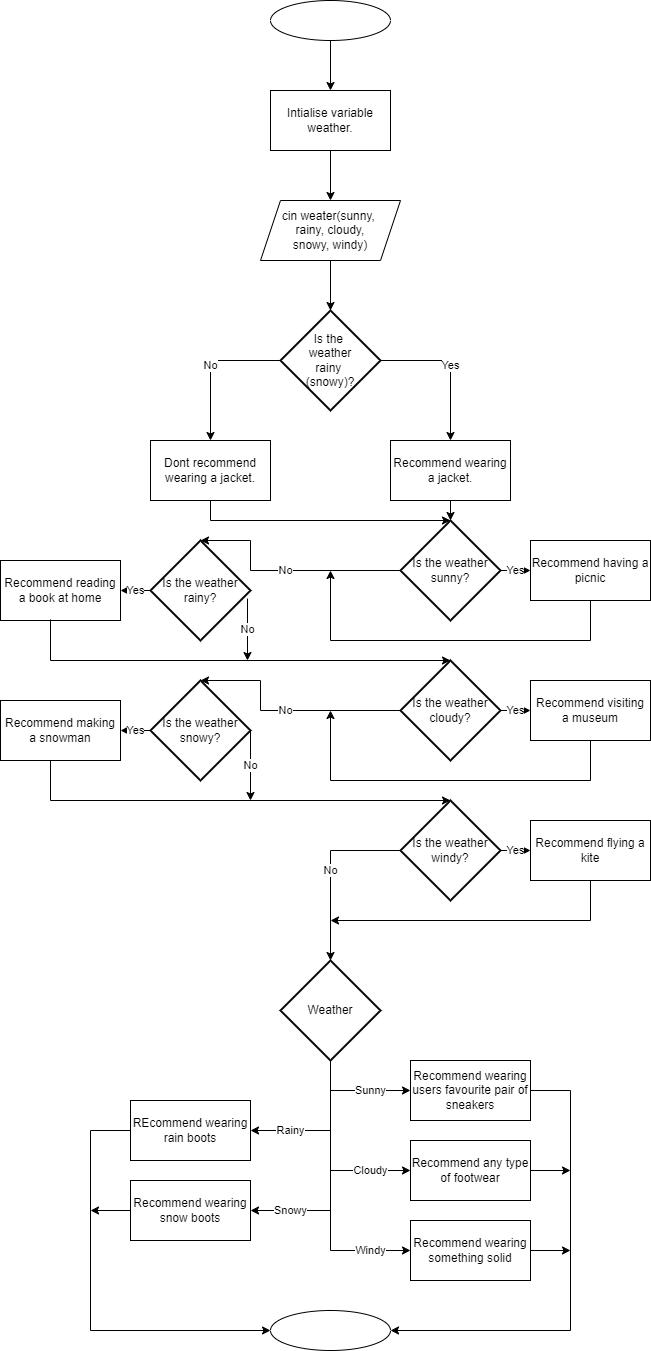 Intialise variable
weather.
cin weater(sunny,
rainy, cloudy,
snowy, windy)
Is the
weather
rainy
(snowy)?
No
Yes
Dont recommend
wearing a jacket.
Recommend wearing
a jacket.
Is the weather
sunny?
Yes
Recommend having a
picnic
No
Is the weather
rainy?
Yes
Recommend reading
a book at home
No
Is the weather
cloudy?
Yes
Recommend visiting
a museum
No
Is the weather
snowy?
Yes
Recommend making
a snowman
No
Is the weather
windy?
Yes
Recommend flying a
kite
No
Weather
Sunny
Recommend wearing
users favourite pair of
sneakers
Rainy
REcommend wearing
rain boots
Cloudy
Recommend any type
of footwear
Snowy
Recommend wearing
snow boots
Windy
Recommend wearing
something solid